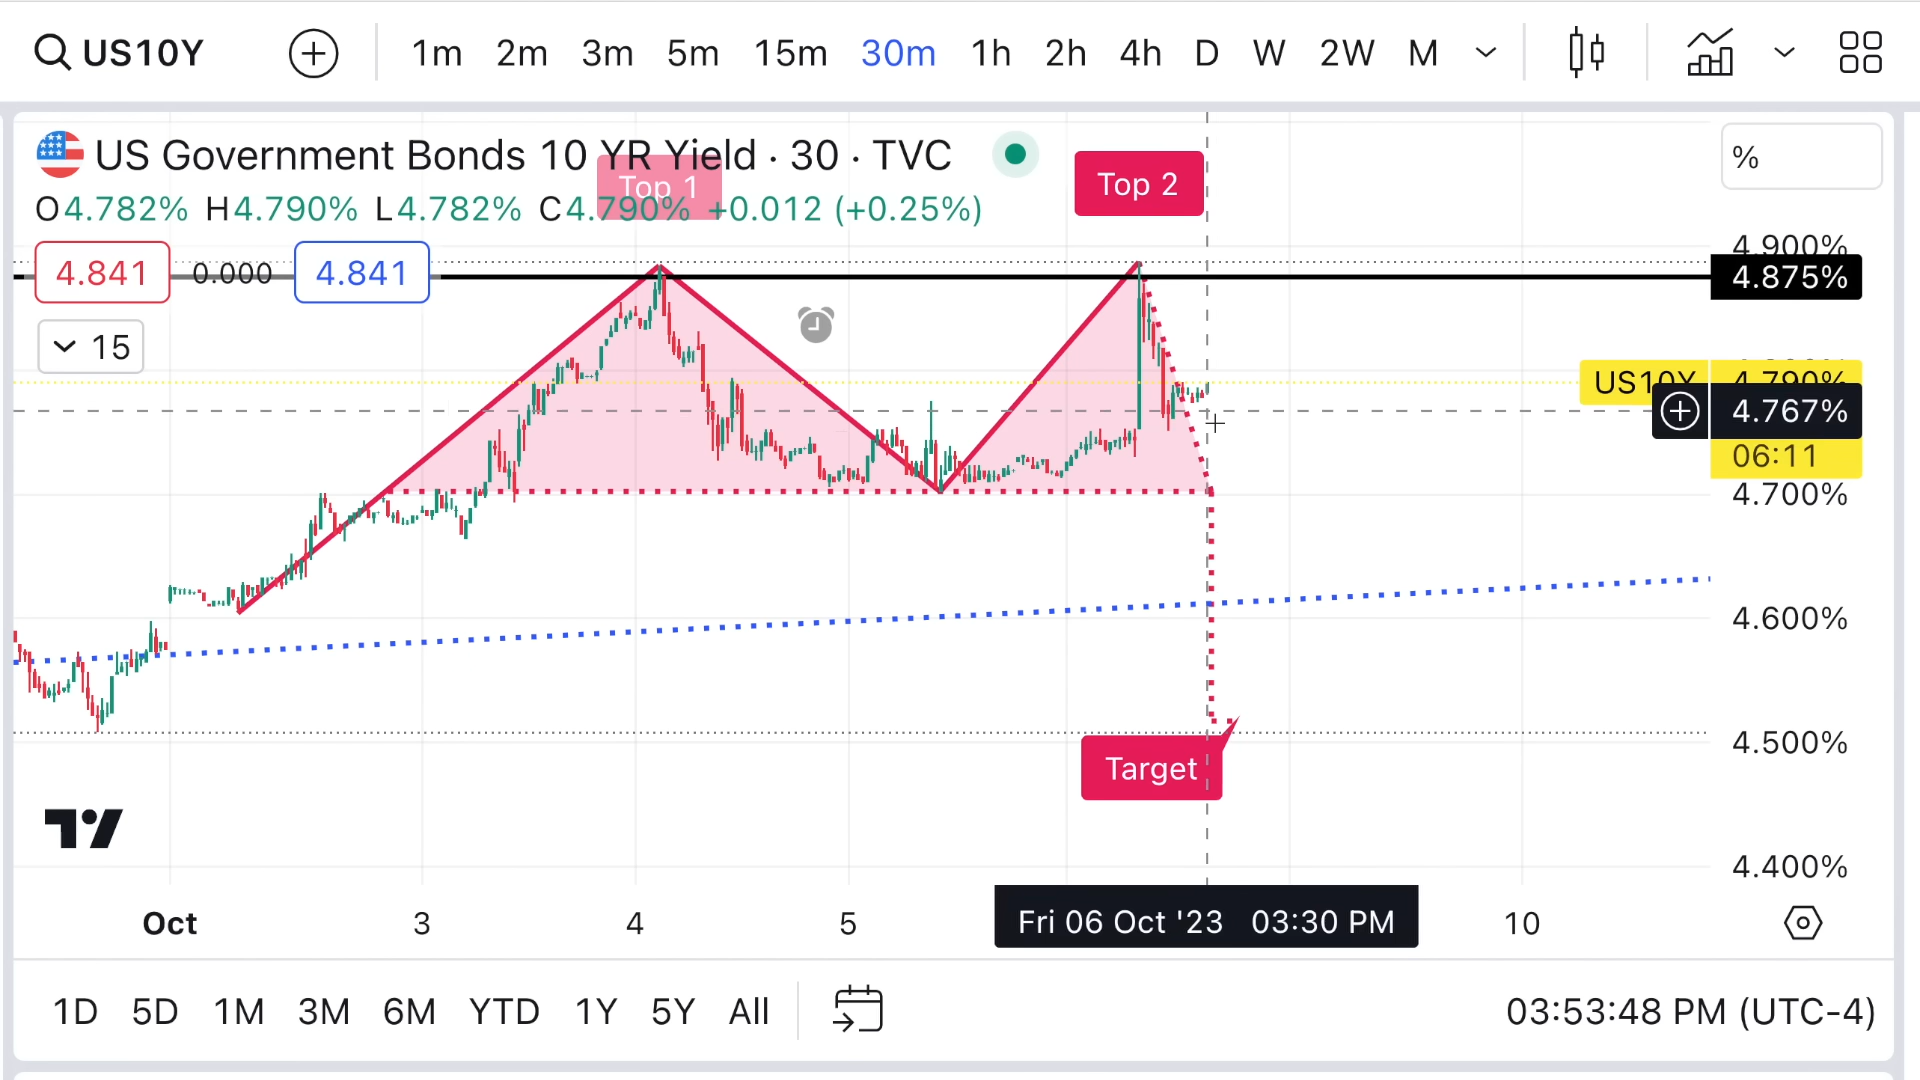 US10Y 1m 2m 3m 5m 15m 30m 1h 2h 4h D W 2W M
US Government Bonds 10 YR Yield · 30 · TVC
%
Top 1
Top 2
O4.782% H4.790% L4.782% C4.790% +0.012 (+0.25%)
4.900%
4.841 0.000 4.841
4.875%
15
US10Y 4.790%
4.767%
06:11
4.700%
4.600%
4.500%
Target
4.400%
Oct 3 4 5 Fri 06 Oct '23 03:30 PM 10
1D 5D 1M 3M 6M YTD 1Y 5Y All 03:53:48 PM (UTC-4)